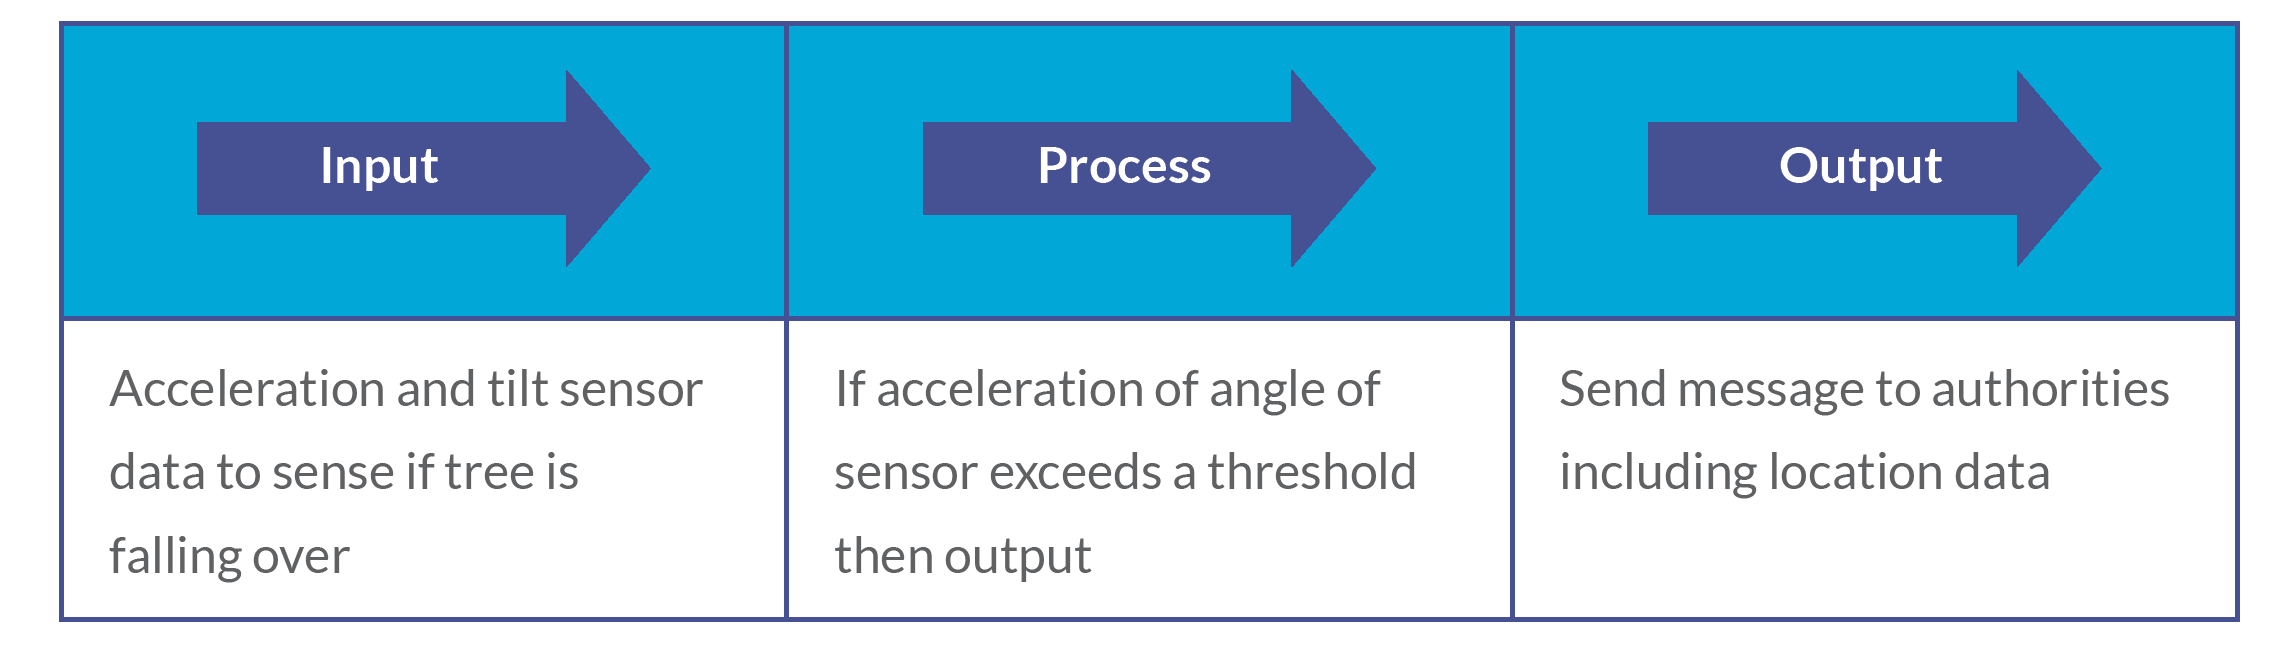 Input
Process
Output
Acceleration and tilt sensor
data to sense if tree is
falling over
If acceleration of angle of
sensor exceeds a threshold
then output
Send message to authorities
including location data